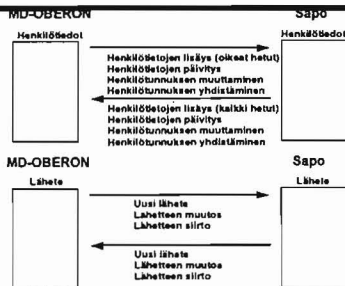 MD-OBERON Sapo
Henkilötiedot Henkilötiedot
Henkilötietojen lisäys (oikeat hetut)
Henkilötietojen päivitys
Henkilötunnuksen muuttaminen
Henkilötunnuksen yhdistäminen
Henkilötietojen lisäys (kaikki hetut)
Henkilötietojen päivitys
Henkilötunnuksen muuttaminen
Henkilötunnuksen yhdistäminen
MD-OBERON Sapo
Lähete Lähete
Uusi lähete
Lähetteen muutos
Lähetteen siirto
Uusi lähete
Lähetteen muutos
Lähetteen siirto